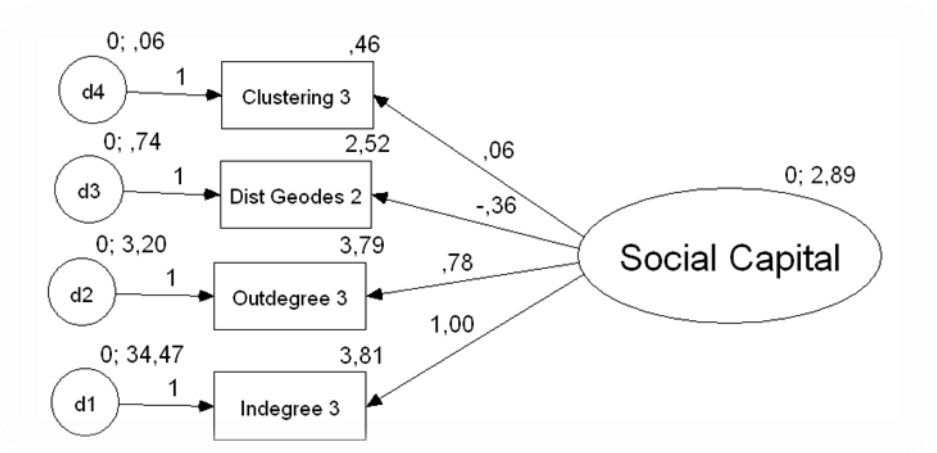 0; ,06
,46
1
d4
Clustering 3
0; ,74
2,52
,06
1
d3
Dist Geodes 2
-,36
0; 2,89
0; 3,20
3,79
1
d2
Outdegree 3
,78
Social Capital
0; 34,47
3,81
1,00
1
d1
Indegree 3